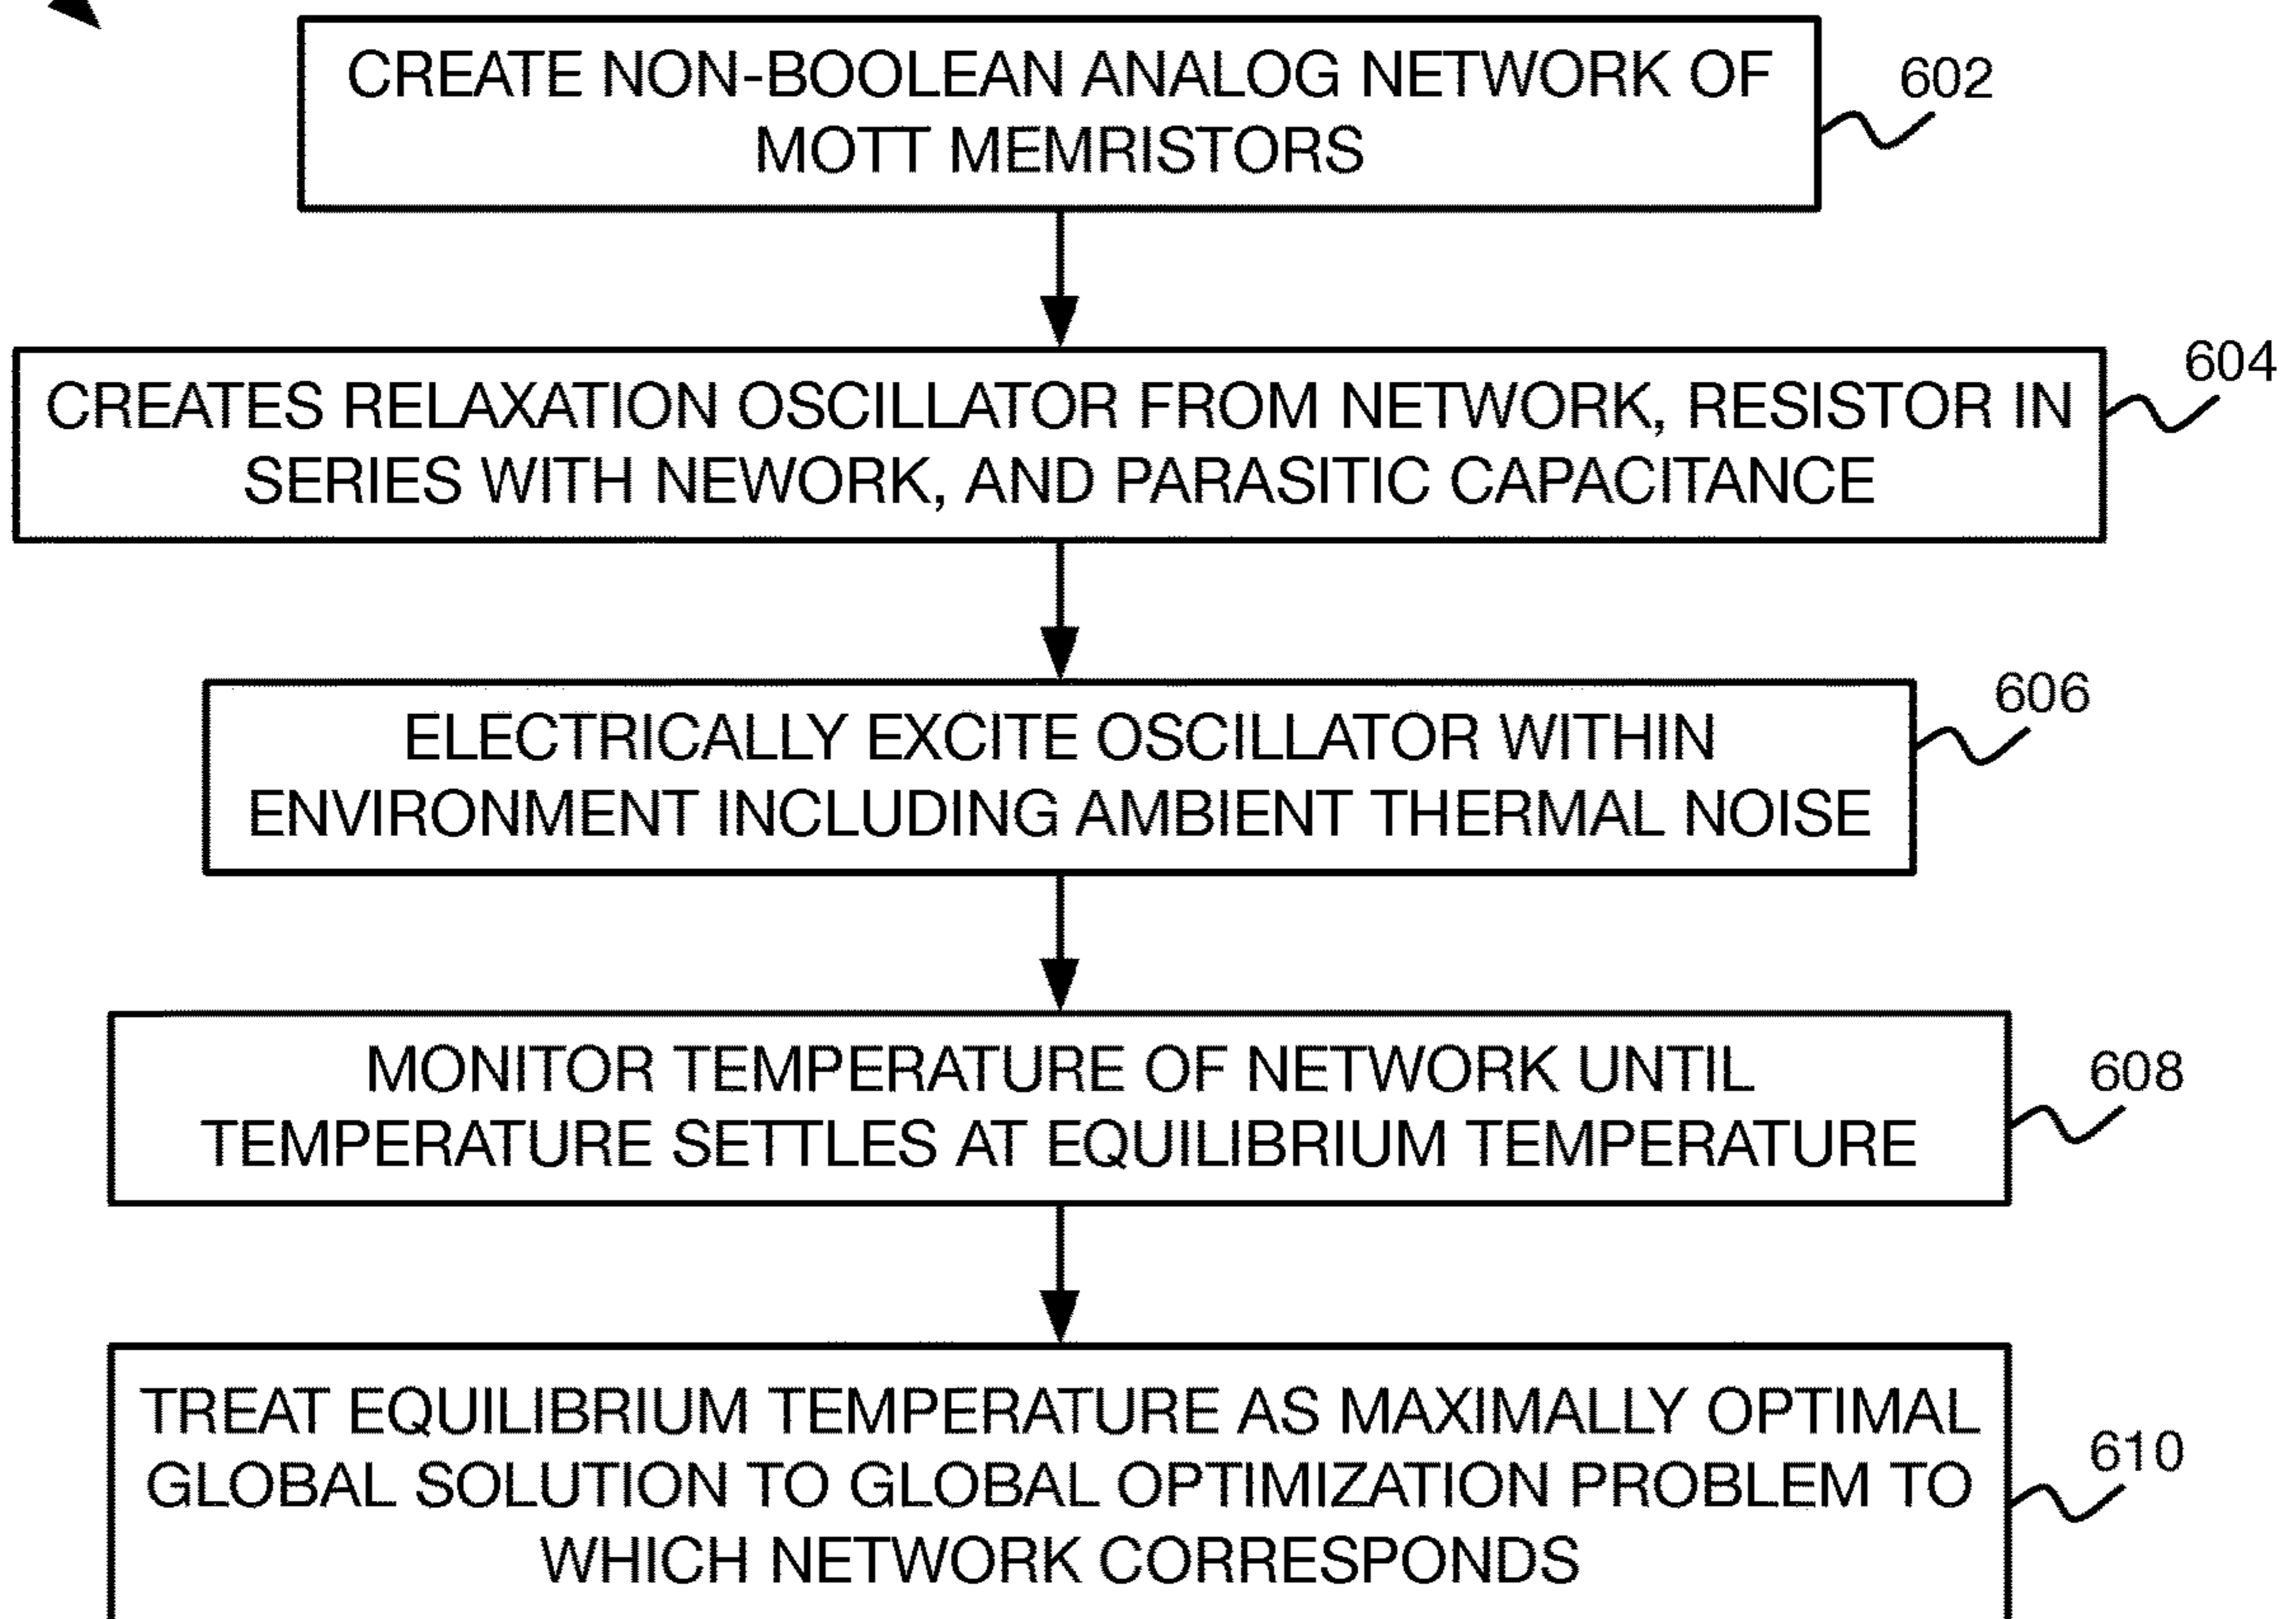 CREATE NON-BOOLEAN ANALOG NETWORK OF
MOTT MEMRISTORS
602
CREATES RELAXATION OSCILLATOR FROM NETWORK, RESISTOR IN
SERIES WITH NEWORK, AND PARASITIC CAPACITANCE
604
ELECTRICALLY EXCITE OSCILLATOR WITHIN
ENVIRONMENT INCLUDING AMBIENT THERMAL NOISE
606
MONITOR TEMPERATURE OF NETWORK UNTIL
TEMPERATURE SETTLES AT EQUILIBRIUM TEMPERATURE
608
TREAT EQUILIBRIUM TEMPERATURE AS MAXIMALLY OPTIMAL
GLOBAL SOLUTION TO GLOBAL OPTIMIZATION PROBLEM TO
WHICH NETWORK CORRESPONDS
610